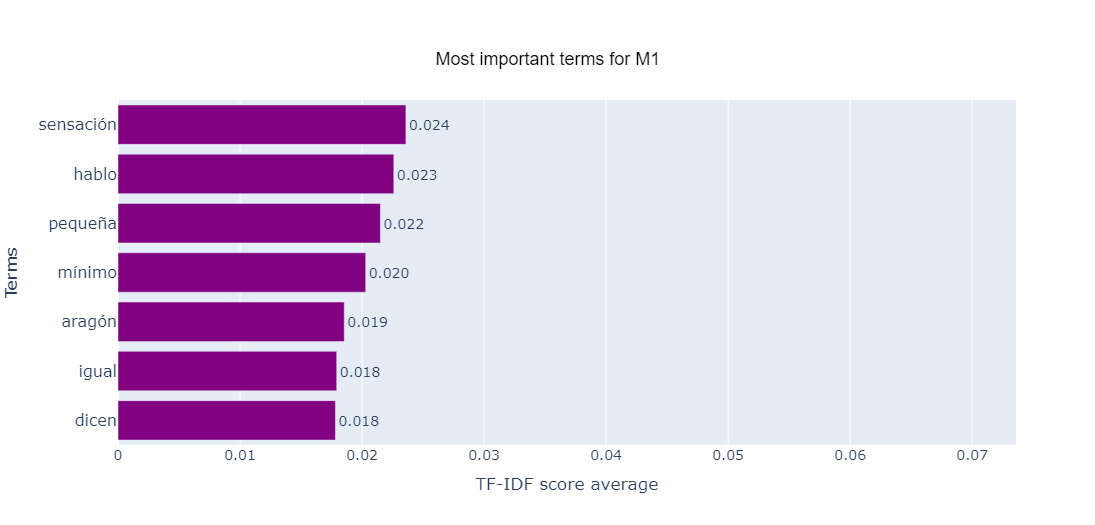 Most important terms for M1
sensación 0.024
hablo 0.023
pequeña 0.022
mínimo 0.020
aragón 0.019
igual 0.018
dicen 0.018
Terms
0 0.01 0.02 0.03 0.04 0.05 0.06 0.07
TF-IDF score average